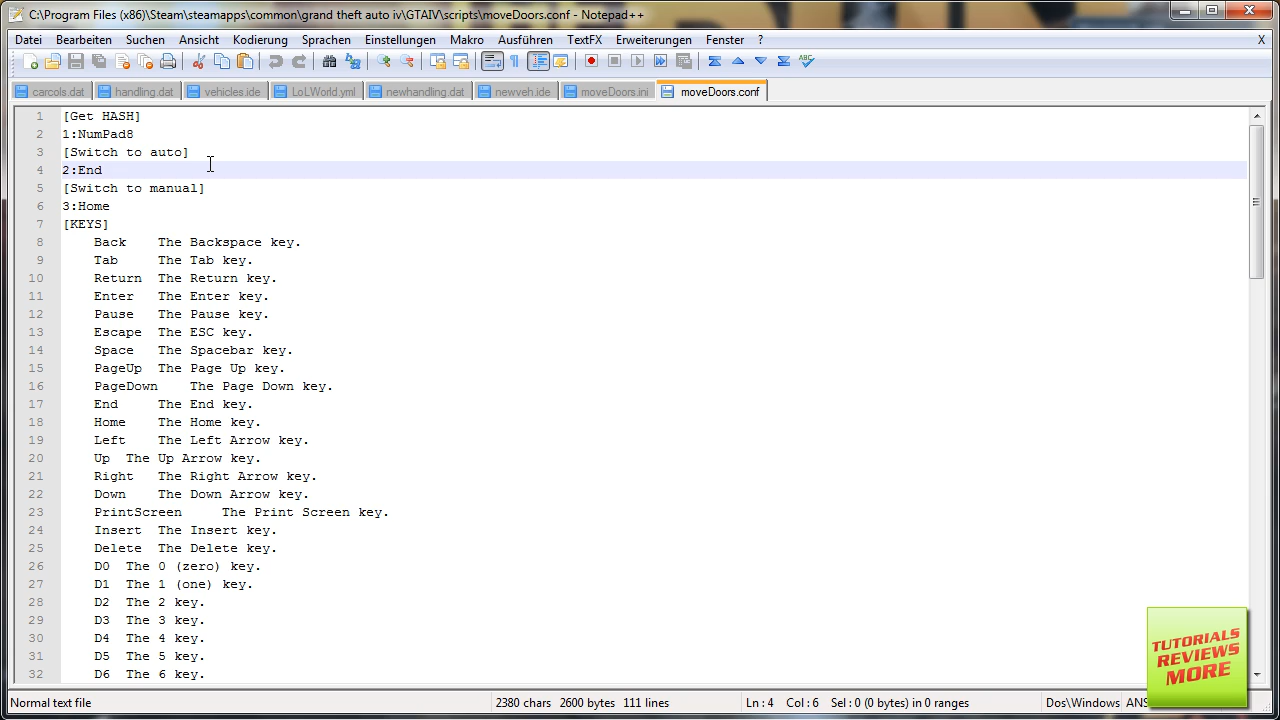 C:\Program Files (x86)\Steam\steamapps\common\grand theft auto iv\GTAIV\scripts\moveDoors.conf - Notepad++
Datei Bearbeiten Suchen Ansicht Kodierung Sprachen Einstellungen Makro Ausführen TextFX Erweiterungen Fenster ? X
carcols.dat handling.dat vehicles.ide LoLWorld.yml newhandling.dat newveh.ide moveDoors.ini moveDoors.conf
1 [Get HASH]
2 1:NumPad8
3 [Switch to auto]
4 2:End
5 [Switch to manual]
6 3:Home
7 [KEYS]
8 Back The Backspace key.
9 Tab The Tab key.
10 Return The Return key.
11 Enter The Enter key.
12 Pause The Pause key.
13 Escape The ESC key.
14 Space The Spacebar key.
15 PageUp The Page Up key.
16 PageDown The Page Down key.
17 End The End key.
18 Home The Home key.
19 Left The Left Arrow key.
20 Up The Up Arrow key.
21 Right The Right Arrow key.
22 Down The Down Arrow key.
23 PrintScreen The Print Screen key.
24 Insert The Insert key.
25 Delete The Delete key.
26 D0 The 0 (zero) key.
27 D1 The 1 (one) key.
28 D2 The 2 key.
29 D3 The 3 key.
30 D4 The 4 key.
31 D5 The 5 key.
32 D6 The 6 key.
TUTORIALS
REVIEWS
MORE
Normal text file 2380 chars 2600 bytes 111 lines Ln : 4 Col : 6 Sel : 0 (0 bytes) in 0 ranges Dos\Windows ANS